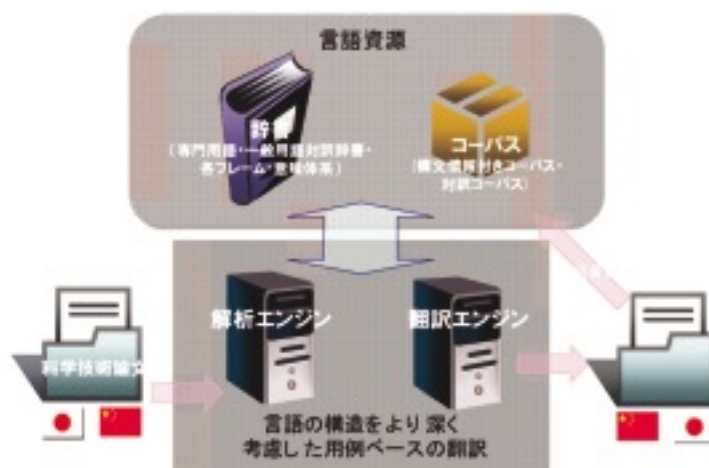 言語資源
辞書
(専門用語・一般用語対訳辞書・
各フレーム・意味体系)
コーパス
(構文情報付きコーパス・
対訳コーパス)
解析エンジン
翻訳エンジン
科学技術論文
言語の構造をより深く
考慮した用例ベースの翻訳